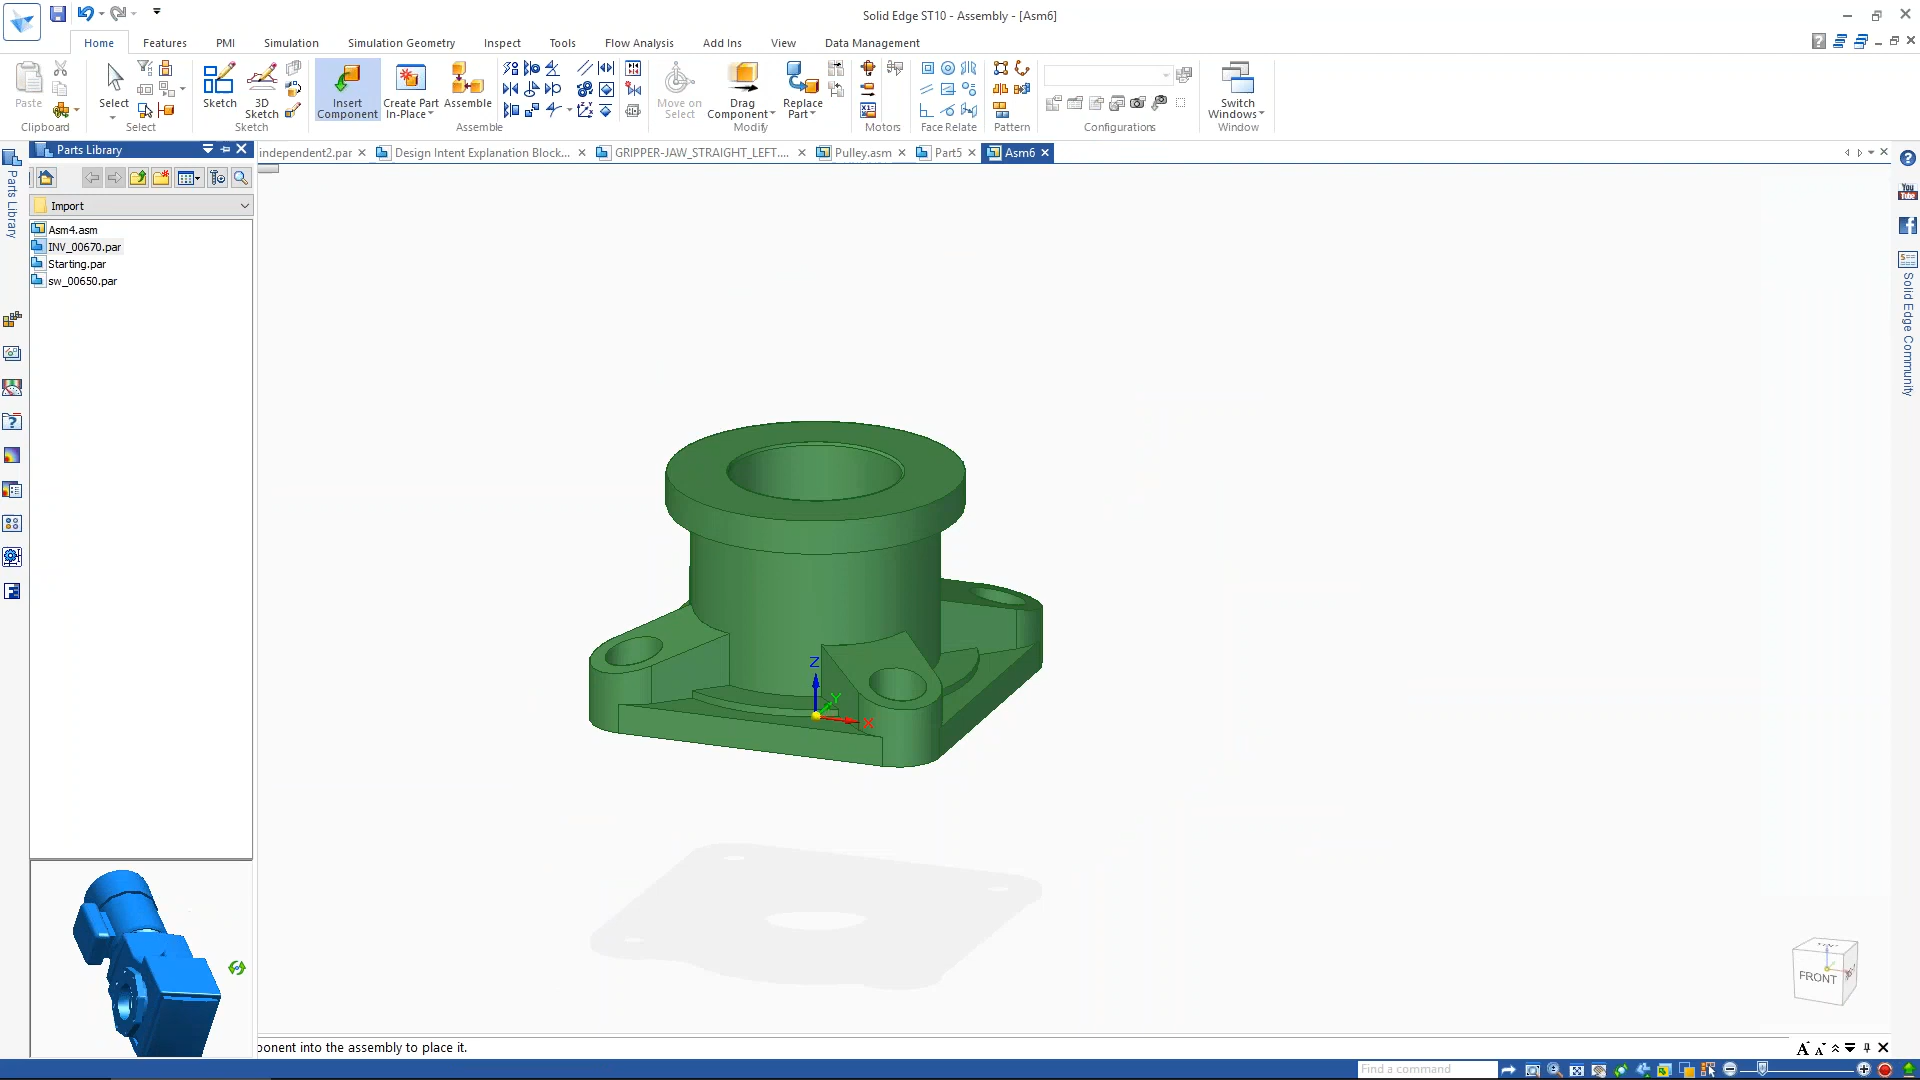 Solid Edge ST10 - Assembly - [Asm6]
Home Features PMI Simulation Simulation Geometry Inspect Tools Flow Analysis Add Ins View Data Management
Paste
Clipboard
Select
Select
Sketch
3D Sketch
Sketch
Insert Component
Create Part In-Place
Assemble
Assemble
Move on Select
Drag Component
Replace Part
Modify
Motors
Face Relate
Pattern
Configurations
Switch Windows
Window
Parts Library
independent2.par
Design Intent Explanation Block...
GRIPPER-JAW_STRAIGHT_LEFT....
Pulley.asm
Part5
Asm6
Parts Library
Import
Asm4.asm
INV_00670.par
Starting.par
sw_00650.par
You Tube
Solid Edge Community
Z
Y
X
FRONT
ponent into the assembly to place it.
Find a command